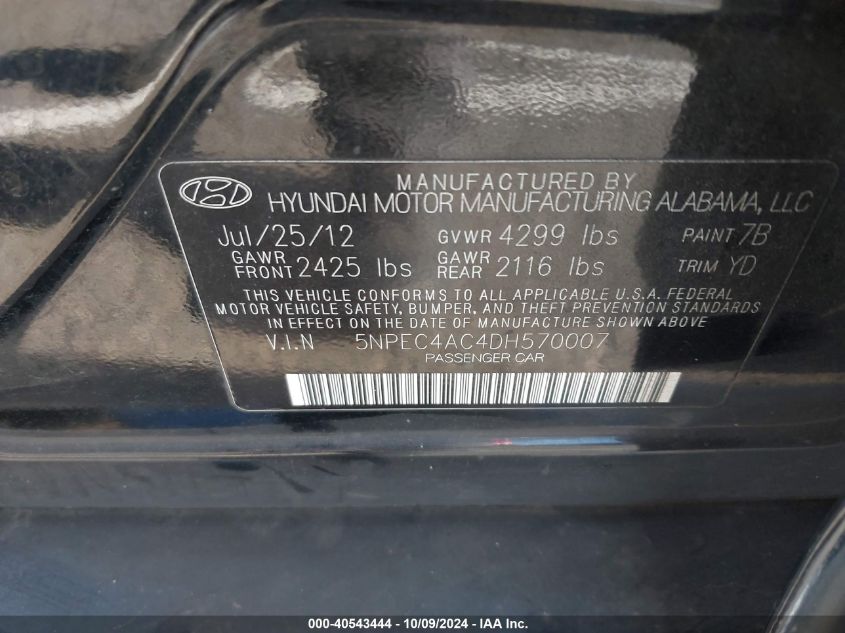 MANUFACTURED BY
HYUNDAI MOTOR MANUFACTURING ALABAMA, LLC
Jul/25/12 GVWR 4299 lbs PAINT 7B
GAWR FRONT 2425 lbs GAWR REAR 2116 lbs TRIM YD
THIS VEHICLE CONFORMS TO ALL APPLICABLE U.S.A. FEDERAL
MOTOR VEHICLE SAFETY, BUMPER, AND THEFT PREVENTION STANDARDS
IN EFFECT ON THE DATE OF MANUFACTURE SHOWN ABOVE
V.I.N 5NPEC4AC4DH570007
PASSENGER CAR
000-40543444 - 10/09/2024 - IAA Inc.